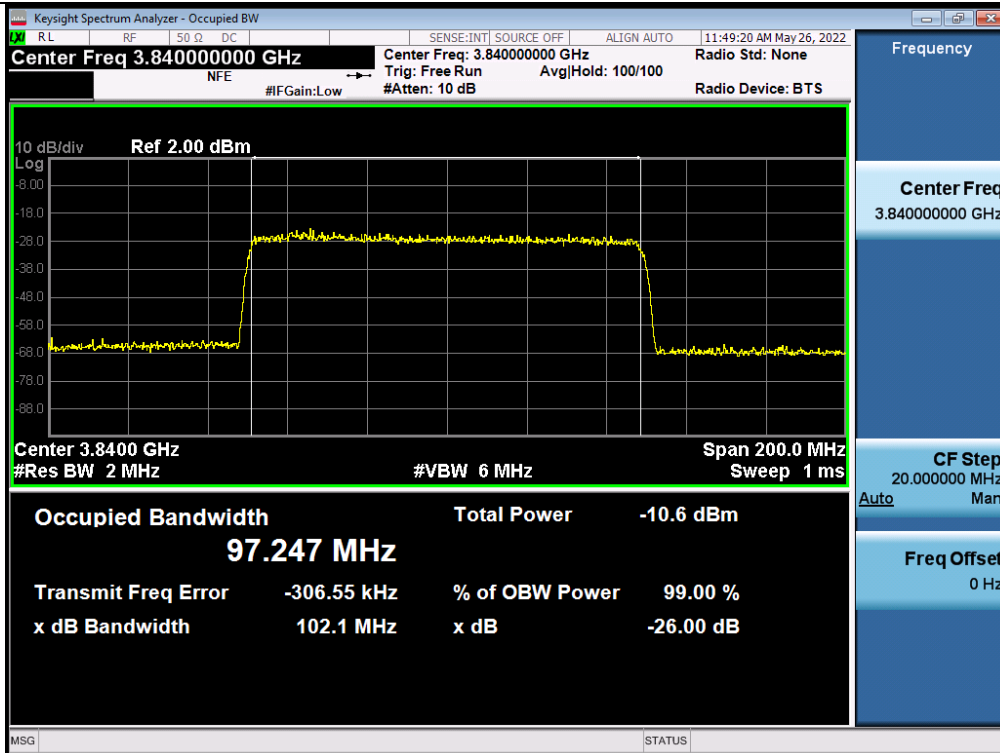 Keysight Spectrum Analyzer - Occupied BW
LXI RL RF 50 Ω DC SENSE:INT SOURCE OFF ALIGN AUTO 11:49:20 AM May 26, 2022
Center Freq 3.840000000 GHz
NFE
#IFGain:Low
Center Freq: 3.840000000 GHz
Trig: Free Run Avg|Hold: 100/100
#Atten: 10 dB
Radio Std: None
Radio Device: BTS
Frequency
10 dB/div Ref 2.00 dBm
Log
-8.00
-18.0
-28.0
-38.0
-48.0
-58.0
-68.0
-78.0
-88.0
Center 3.8400 GHz Span 200.0 MHz
#Res BW 2 MHz #VBW 6 MHz Sweep 1 ms
Center Freq
3.840000000 GHz
CF Step
20.000000 MHz
Auto Man
Freq Offset
0 Hz
Occupied Bandwidth Total Power -10.6 dBm
97.247 MHz
Transmit Freq Error -306.55 kHz % of OBW Power 99.00 %
x dB Bandwidth 102.1 MHz x dB -26.00 dB
MSG STATUS